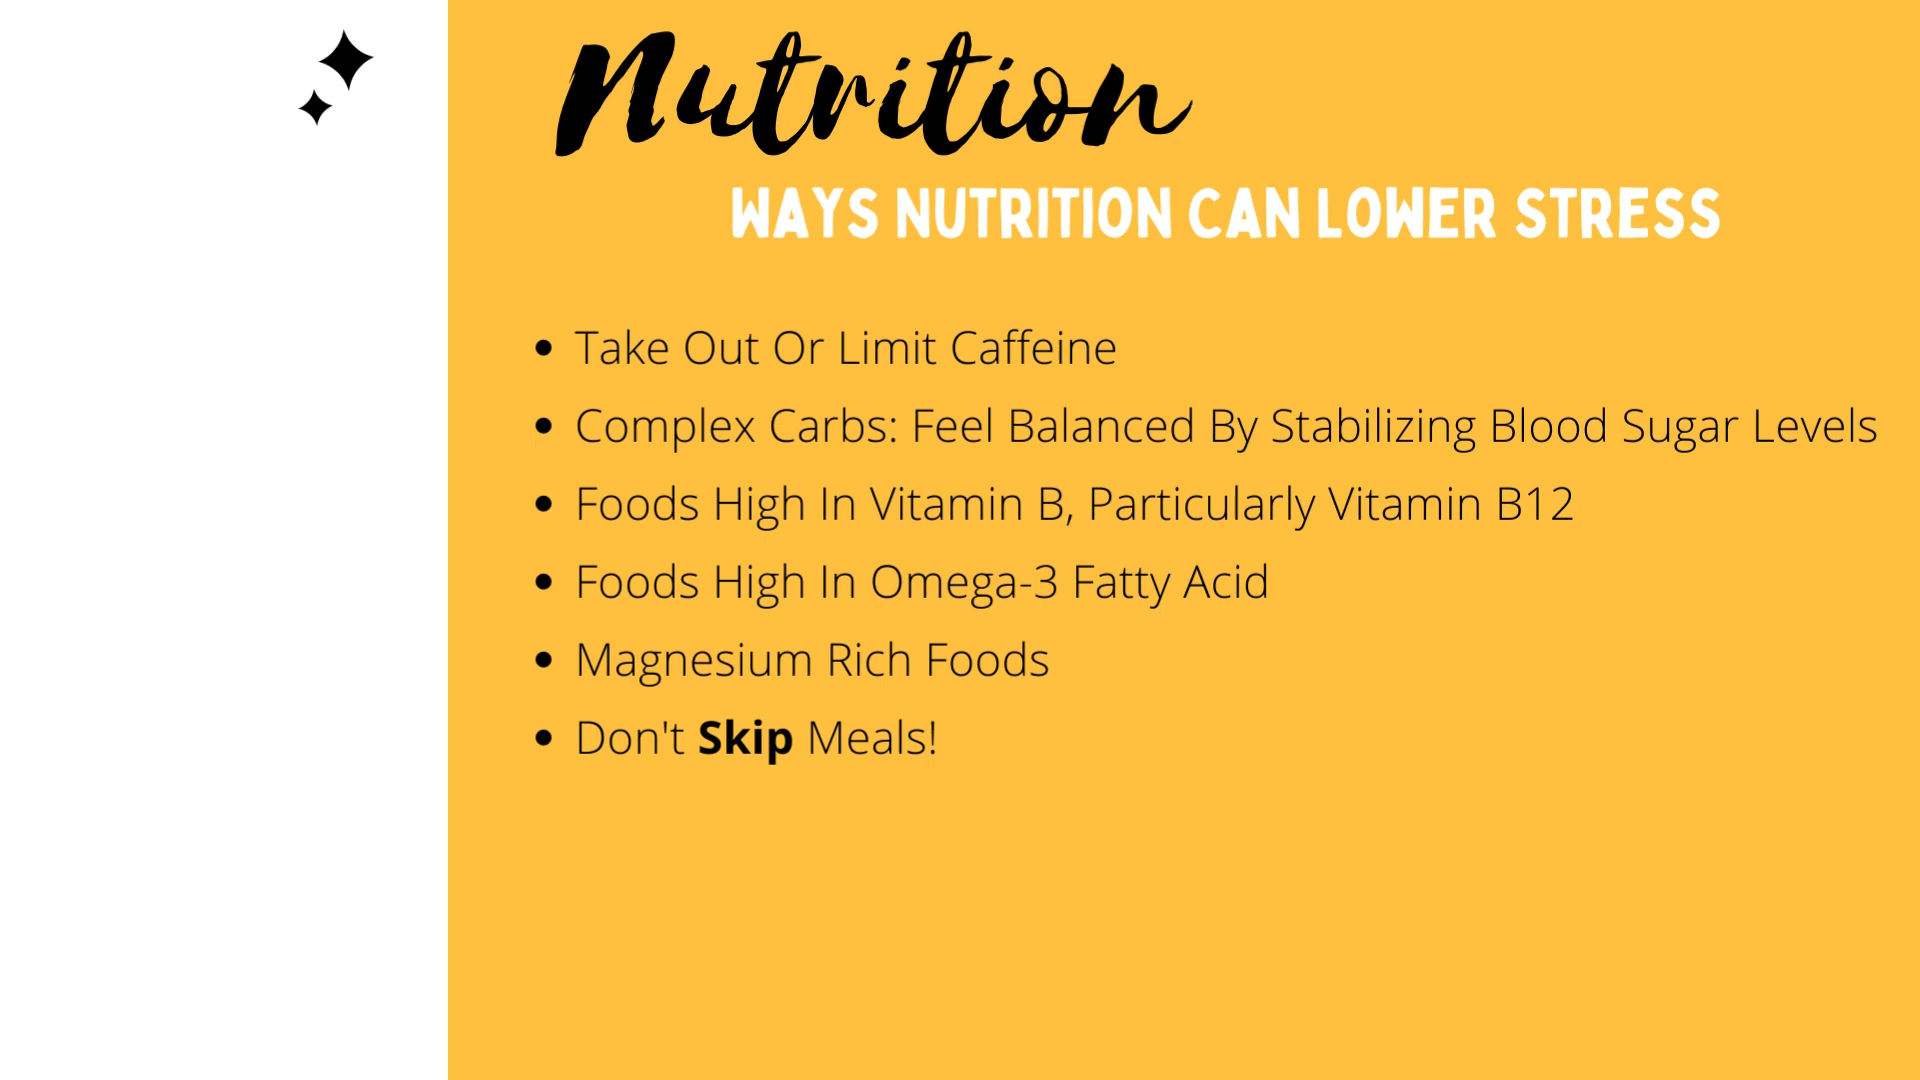 Nutrition
WAYS NUTRITION CAN LOWER STRESS
• Take Out Or Limit Caffeine
• Complex Carbs: Feel Balanced By Stabilizing Blood Sugar Levels
• Foods High In Vitamin B, Particularly Vitamin B12
• Foods High In Omega-3 Fatty Acid
• Magnesium Rich Foods
• Don't Skip Meals!